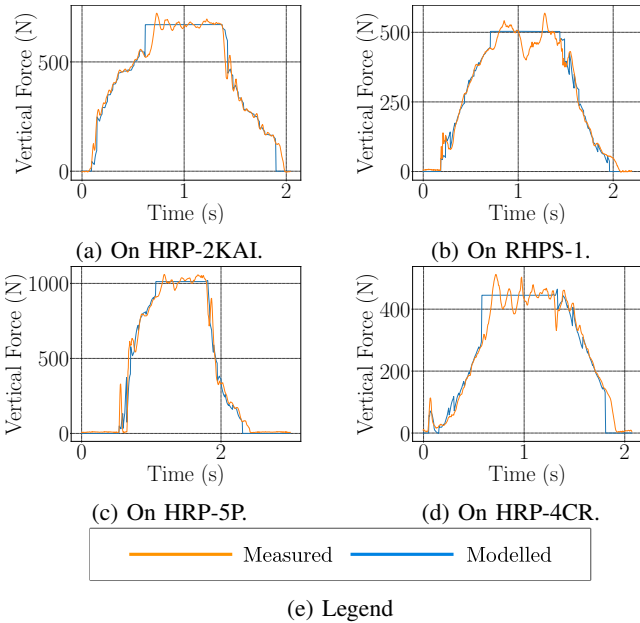 Vertical Force (N)
500
0
0
1
2
Time (s)
(a) On HRP-2KAI.
Vertical Force (N)
500
250
0
0
1
2
Time (s)
(b) On RHPS-1.
Vertical Force (N)
1000
500
0
0
2
Time (s)
(c) On HRP-5P.
Vertical Force (N)
400
200
0
0
1
2
Time (s)
(d) On HRP-4CR.
Measured
Modelled
(e) Legend